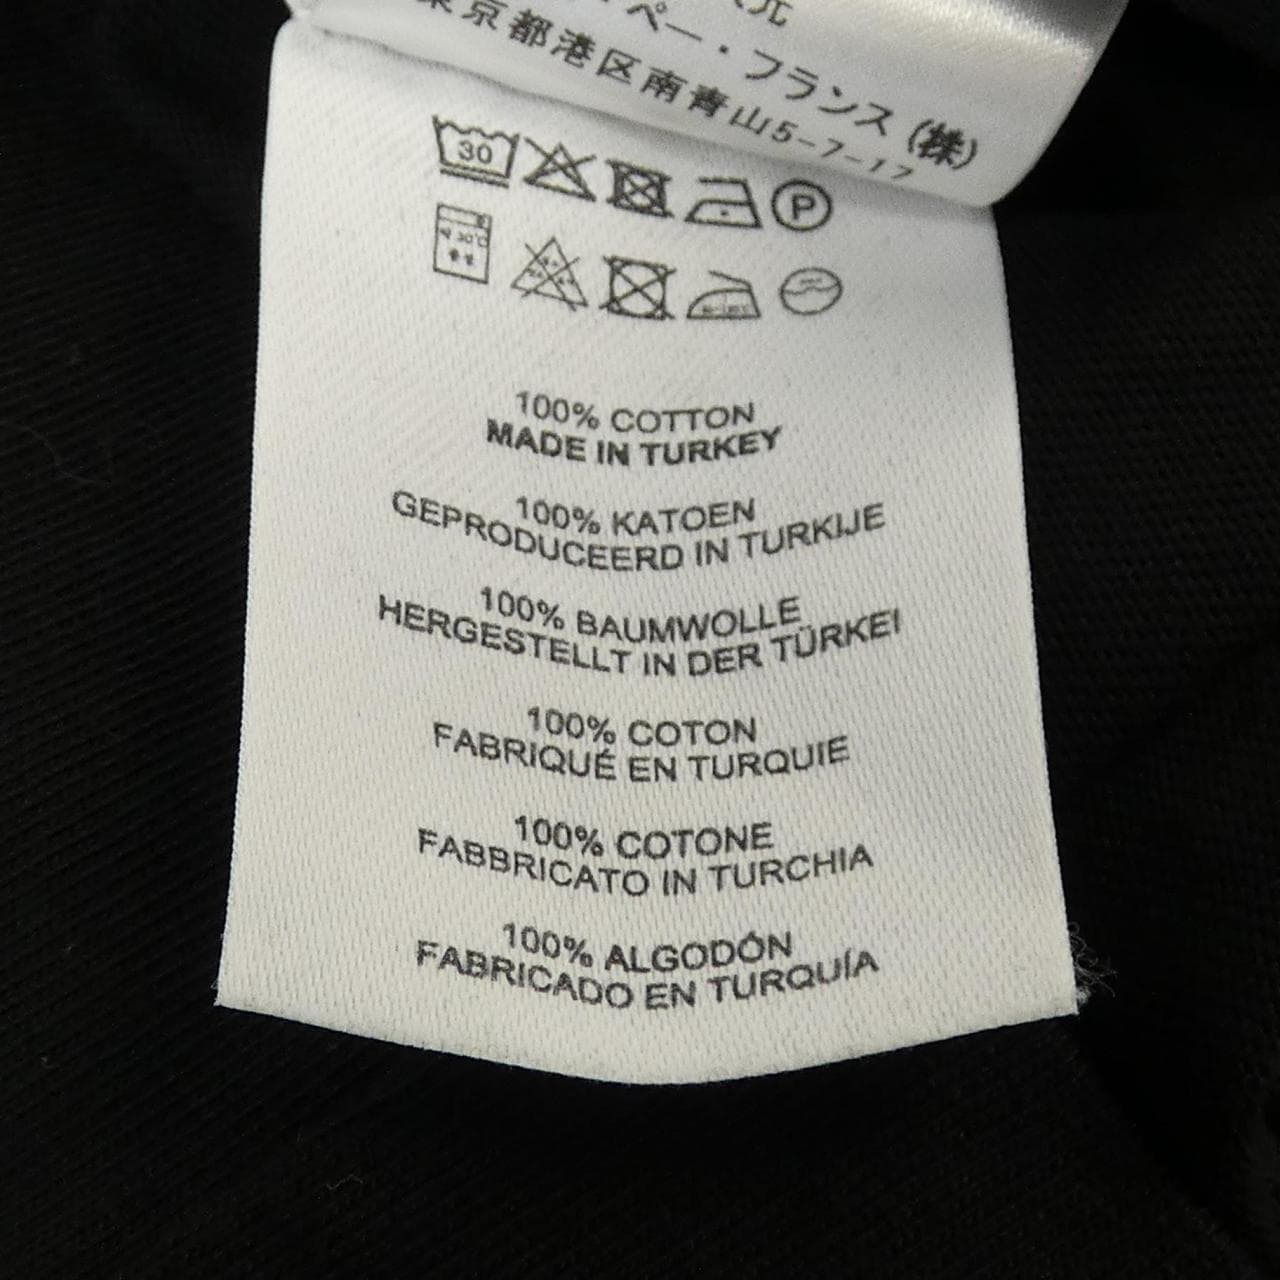 ペー・フランス (株)
東京都港区南青山5-7-17
30
P
30℃
100% COTTON
MADE IN TURKEY
100% KATOEN
GEPRODUCEERD IN TURKIJE
100% BAUMWOLLE
HERGESTELLT IN DER TÜRKEI
100% COTON
FABRIQUÉ EN TURQUIE
100% COTONE
FABBRICATO IN TURCHIA
100% ALGODÓN
FABRICADO EN TURQUÍA